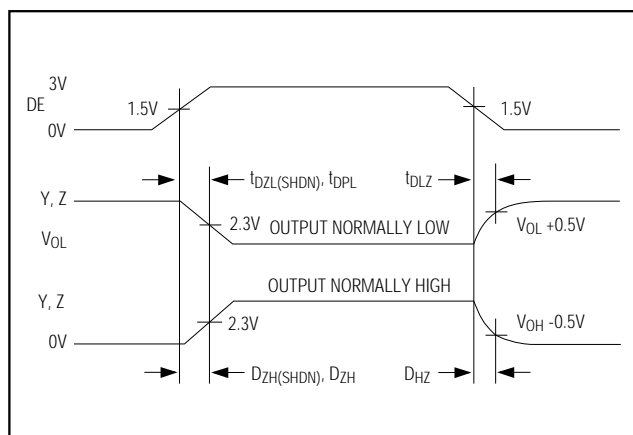 3V
DE
1.5V
1.5V
0V
tDZL(SHDN), tDPL
tDLZ
Y, Z
2.3V
OUTPUT NORMALLY LOW
VOL +0.5V
VOL
OUTPUT NORMALLY HIGH
Y, Z
2.3V
VOH -0.5V
0V
DZH(SHDN), DZH
DHZ